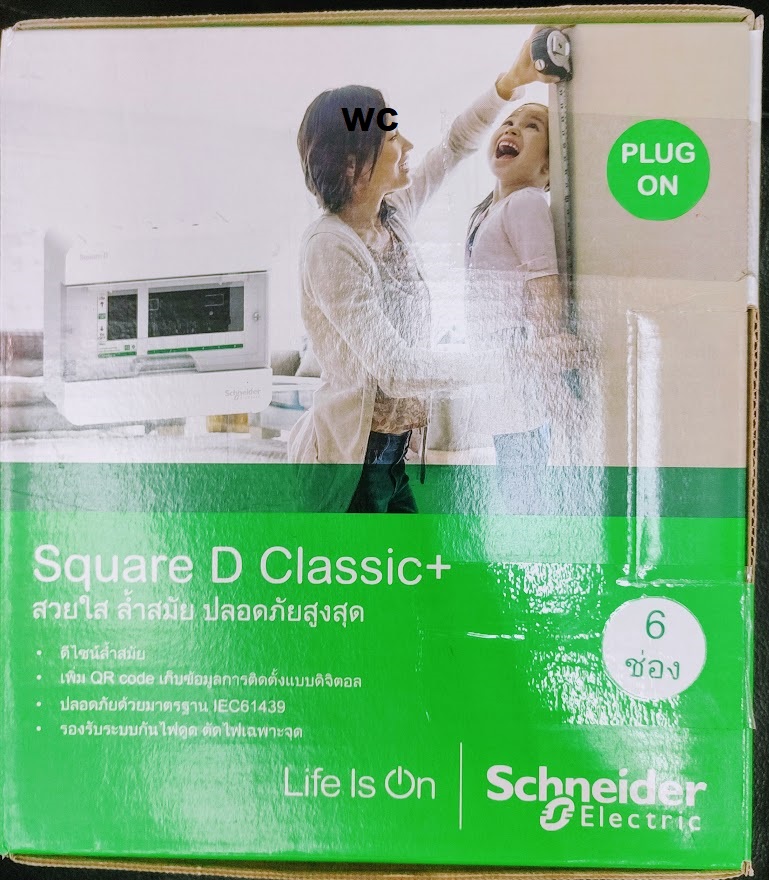 WC
PLUG
ON
Square D
Schneider
Square D Classic+
สวยใส ล้ำสมัย ปลอดภัยสูงสุด
• ดีไซน์ล้ำสมัย
• เพิ่ม QR code เก็บข้อมูลการติดตั้งแบบดิจิตอล
• ปลอดภัยด้วยมาตรฐาน IEC61439
• รองรับระบบกันไฟดูด ตัดไฟเฉพาะจุด
6
ช่อง
Life Is On
Schneider
Electric